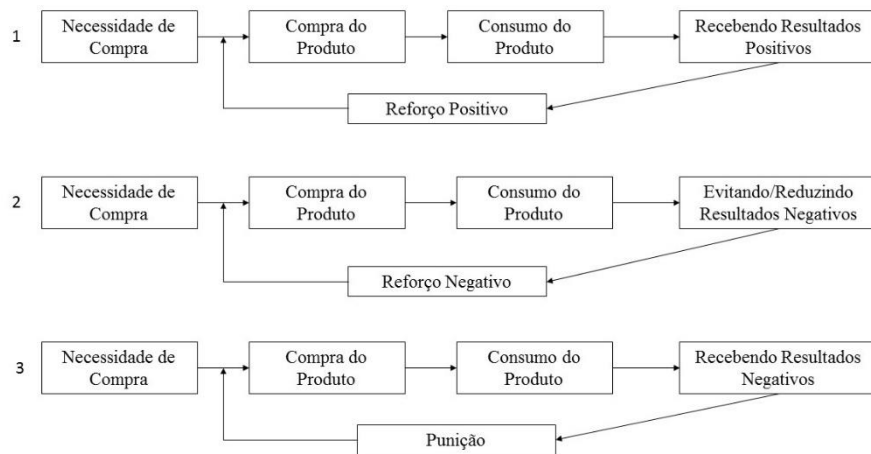 1
Necessidade de
Compra
Compra do
Produto
Consumo do
Produto
Recebendo Resultados
Positivos
Reforço Positivo
2
Necessidade de
Compra
Compra do
Produto
Consumo do
Produto
Evitando/Reduzindo
Resultados Negativos
Reforço Negativo
3
Necessidade de
Compra
Compra do
Produto
Consumo do
Produto
Recebendo Resultados
Negativos
Punição